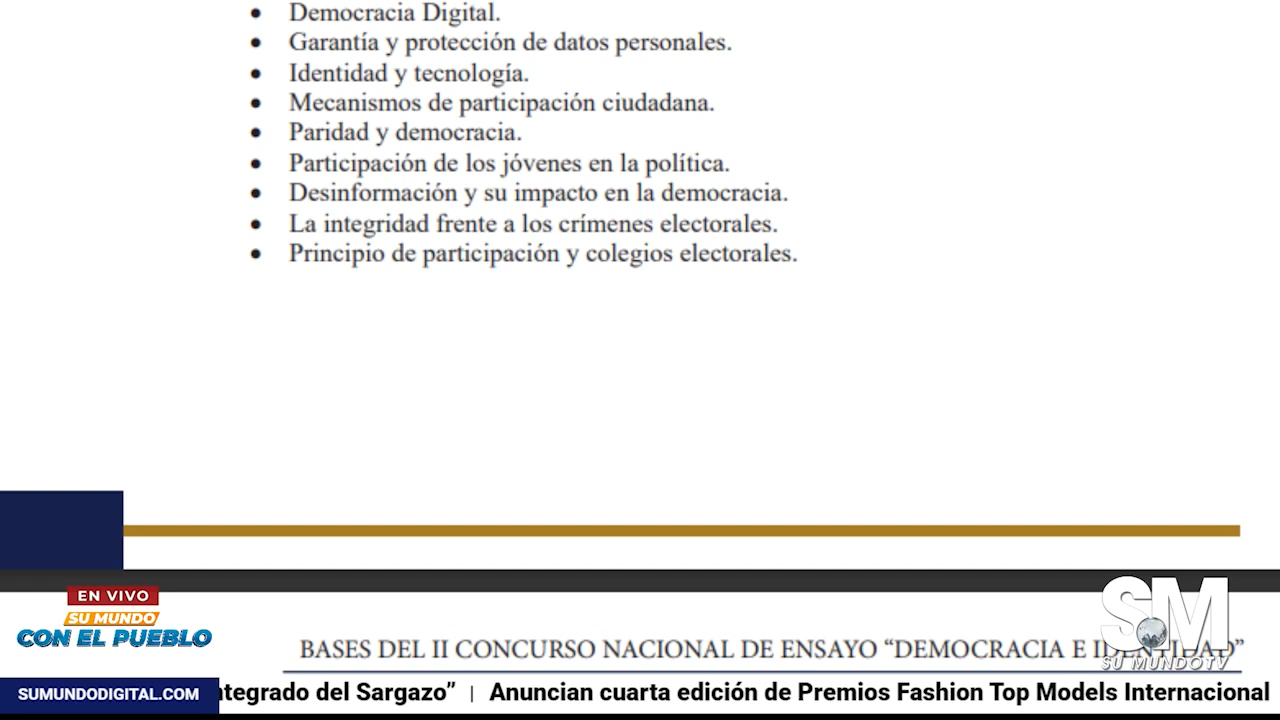 • Democracia Digital.
• Garantía y protección de datos personales.
• Identidad y tecnología.
• Mecanismos de participación ciudadana.
• Paridad y democracia.
• Participación de los jóvenes en la política.
• Desinformación y su impacto en la democracia.
• La integridad frente a los crímenes electorales.
• Principio de participación y colegios electorales.
EN VIVO
SU MUNDO
CON EL PUEBLO
BASES DEL II CONCURSO NACIONAL DE ENSAYO “DEMOCRACIA E IDENTIDAD”
SM
SU MUNDO TV
SUMUNDODIGITAL.COM
ntegrado del Sargazo” | Anuncian cuarta edición de Premios Fashion Top Models Internacional